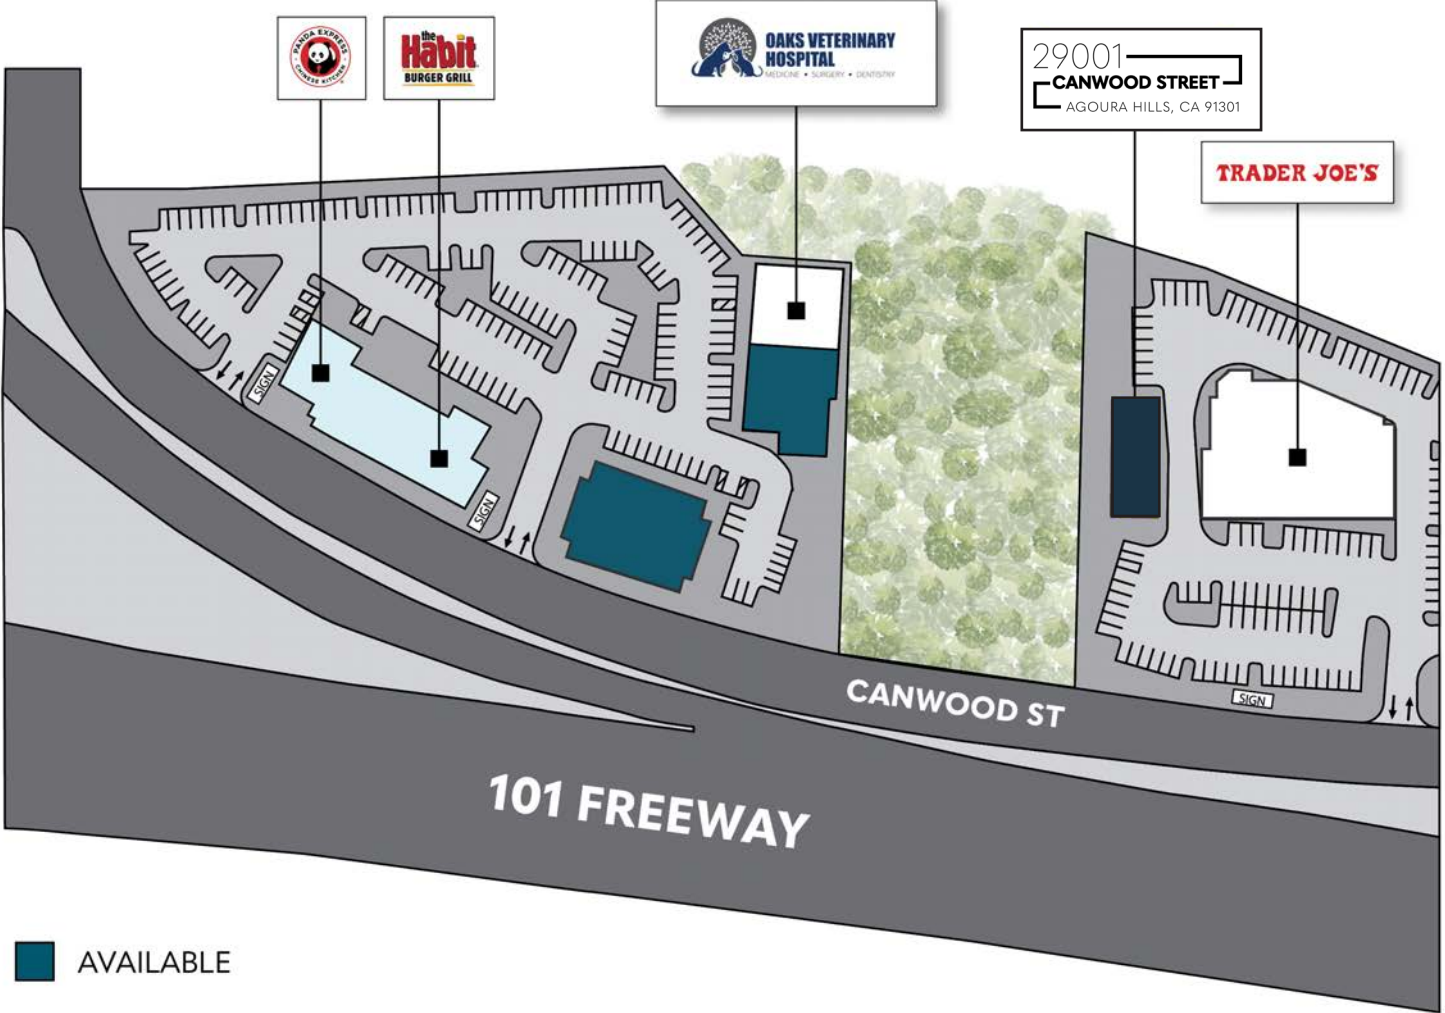 PANDA EXPRESS
CHINESE KITCHEN
the
Habit
BURGER GRILL
OAKS VETERINARY
HOSPITAL
MEDICINE • SURGERY • DENTISTRY
29001
CANWOOD STREET
AGOURA HILLS, CA 91301
TRADER JOE'S
SIGN
SIGN
SIGN
CANWOOD ST
101 FREEWAY
AVAILABLE